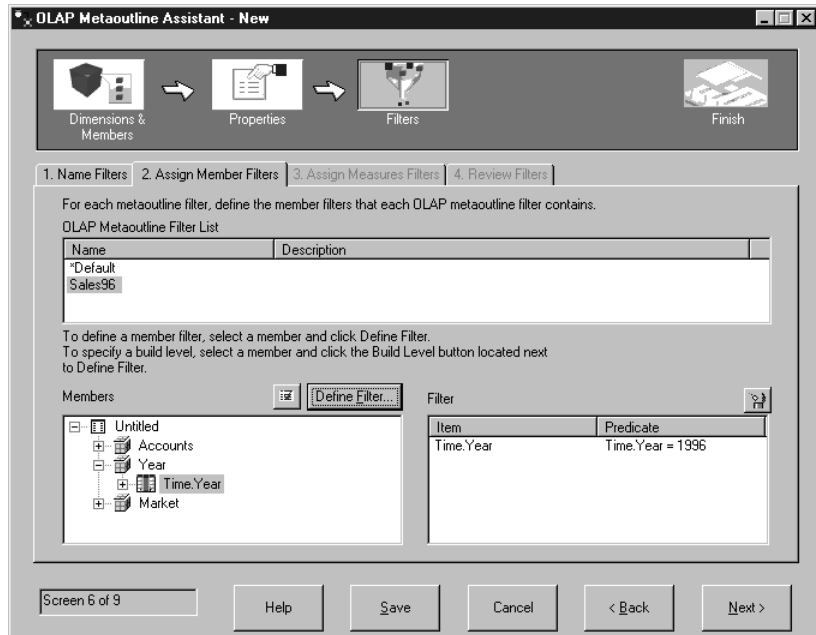 OLAP Metaoutline Assistant - New
Dimensions &
Members
Properties
Filters
Finish
1. Name Filters
2. Assign Member Filters
3. Assign Measures Filters
4. Review Filters
For each metaoutline filter, define the member filters that each OLAP metaoutline filter contains.
OLAP Metaoutline Filter List
Name Description
*Default
Sales96
To define a member filter, select a member and click Define Filter.
To specify a build level, select a member and click the Build Level button located next
to Define Filter.
Members
Define Filter...
Untitled
Accounts
Year
Time.Year
Market
Filter
Item Predicate
Time.Year Time.Year = 1996
Screen 6 of 9
Help
Save
Cancel
< Back
Next >